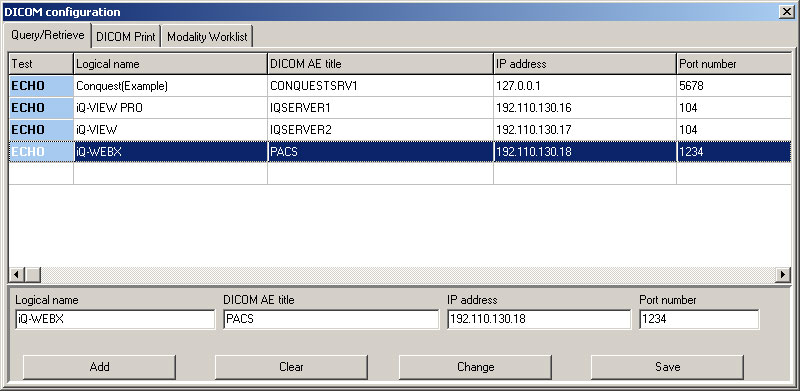 DICOM configuration
Query/Retrieve DICOM Print Modality Worklist
Test Logical name DICOM AE title IP address Port number
ECHO Conquest(Example) CONQUESTSRV1 127.0.0.1 5678
ECHO iQ-VIEW PRO IQSERVER1 192.110.130.16 104
ECHO iQ-VIEW IQSERVER2 192.110.130.17 104
ECHO iQ-WEBX PACS 192.110.130.18 1234
Logical name DICOM AE title IP address Port number
iQ-WEBX PACS 192.110.130.18 1234
Add Clear Change Save